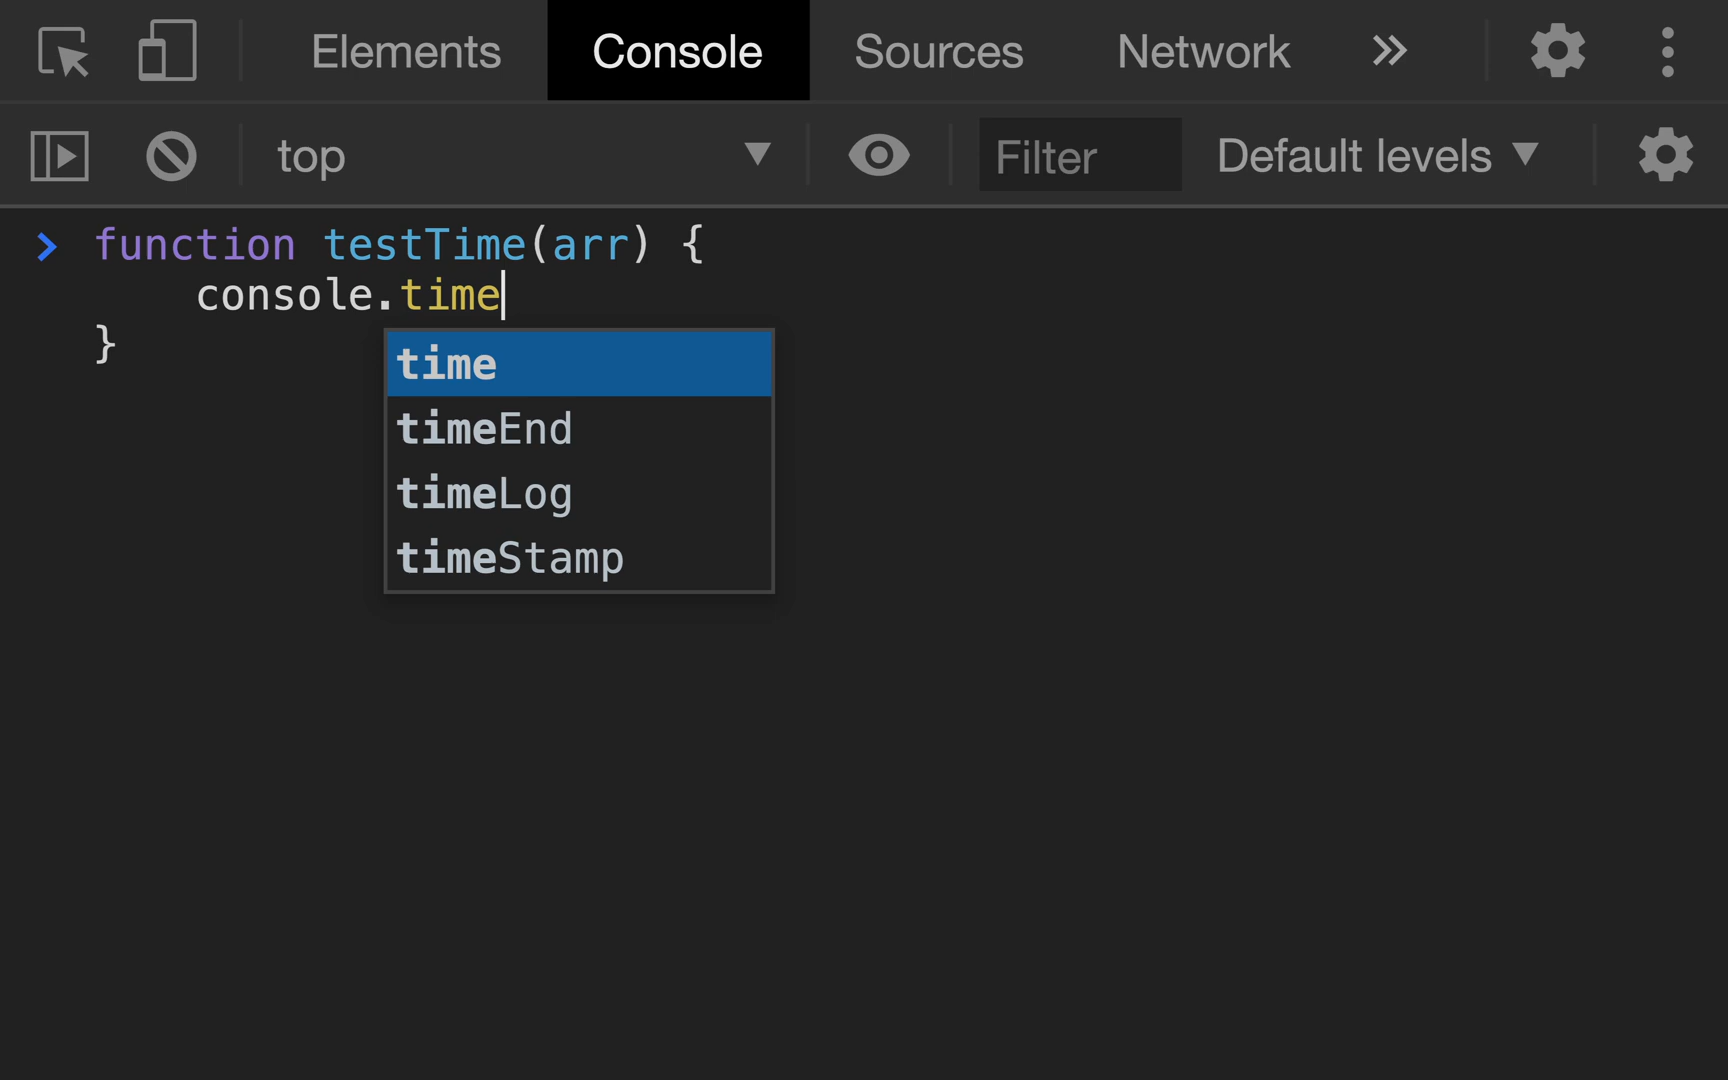 Elements Console Sources Network
top Filter Default levels
function testTime(arr) {
console.time
}
time
timeEnd
timeLog
timeStamp